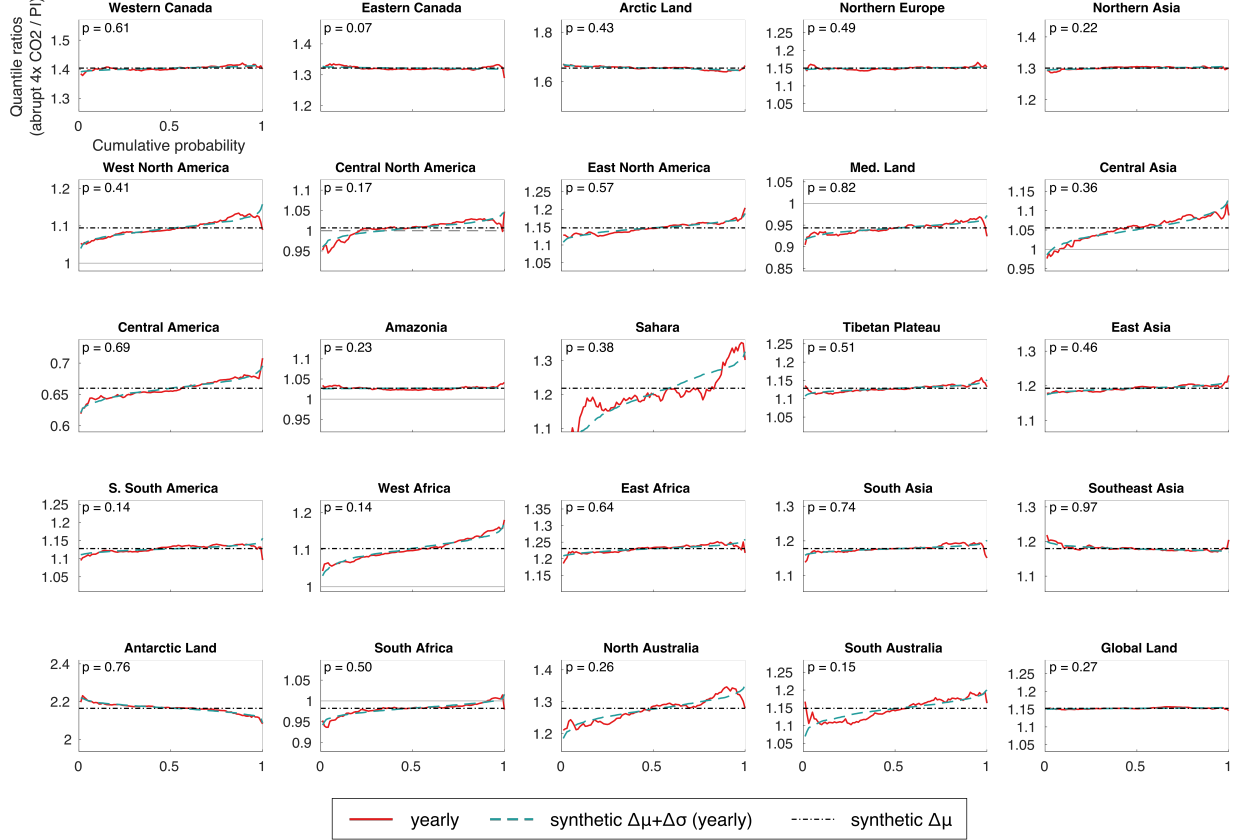 Western Canada
Eastern Canada
Arctic Land
Northern Europe
Northern Asia
Quantile ratios
(abrupt 4x CO2 / PI)
p = 0.61
1.5
1.4
1.3
0
0.5
1
Cumulative probability
p = 0.07
1.4
1.3
1.2
p = 0.43
1.8
1.6
p = 0.49
1.25
1.2
1.15
1.1
1.05
p = 0.22
1.4
1.3
1.2
West North America
Central North America
East North America
Med. Land
Central Asia
p = 0.41
1.2
1.1
1
p = 0.17
1.1
1.05
1
0.95
p = 0.57
1.25
1.2
1.15
1.1
1.05
p = 0.82
1.05
1
0.95
0.9
0.85
p = 0.36
1.15
1.1
1.05
1
0.95
Central America
Amazonia
Sahara
Tibetan Plateau
East Asia
p = 0.69
0.7
0.65
0.6
p = 0.23
1.1
1.05
1
0.95
p = 0.38
1.3
1.2
1.1
p = 0.51
1.25
1.2
1.15
1.1
1.05
p = 0.46
1.3
1.2
1.1
S. South America
West Africa
East Africa
South Asia
Southeast Asia
p = 0.14
1.25
1.2
1.15
1.1
1.05
p = 0.14
1.2
1.1
1
p = 0.64
1.35
1.3
1.25
1.2
1.15
p = 0.74
1.3
1.2
1.1
p = 0.97
1.3
1.2
1.1
Antarctic Land
South Africa
North Australia
South Australia
Global Land
p = 0.76
2.4
2.2
2
0
0.5
1
p = 0.50
1.05
1
0.95
0.9
0
0.5
1
p = 0.26
1.4
1.3
1.2
0
0.5
1
p = 0.15
1.25
1.2
1.15
1.1
1.05
0
0.5
1
p = 0.27
1.25
1.2
1.15
1.1
1.05
0
0.5
1
yearly
synthetic Δμ+Δσ (yearly)
synthetic Δμ